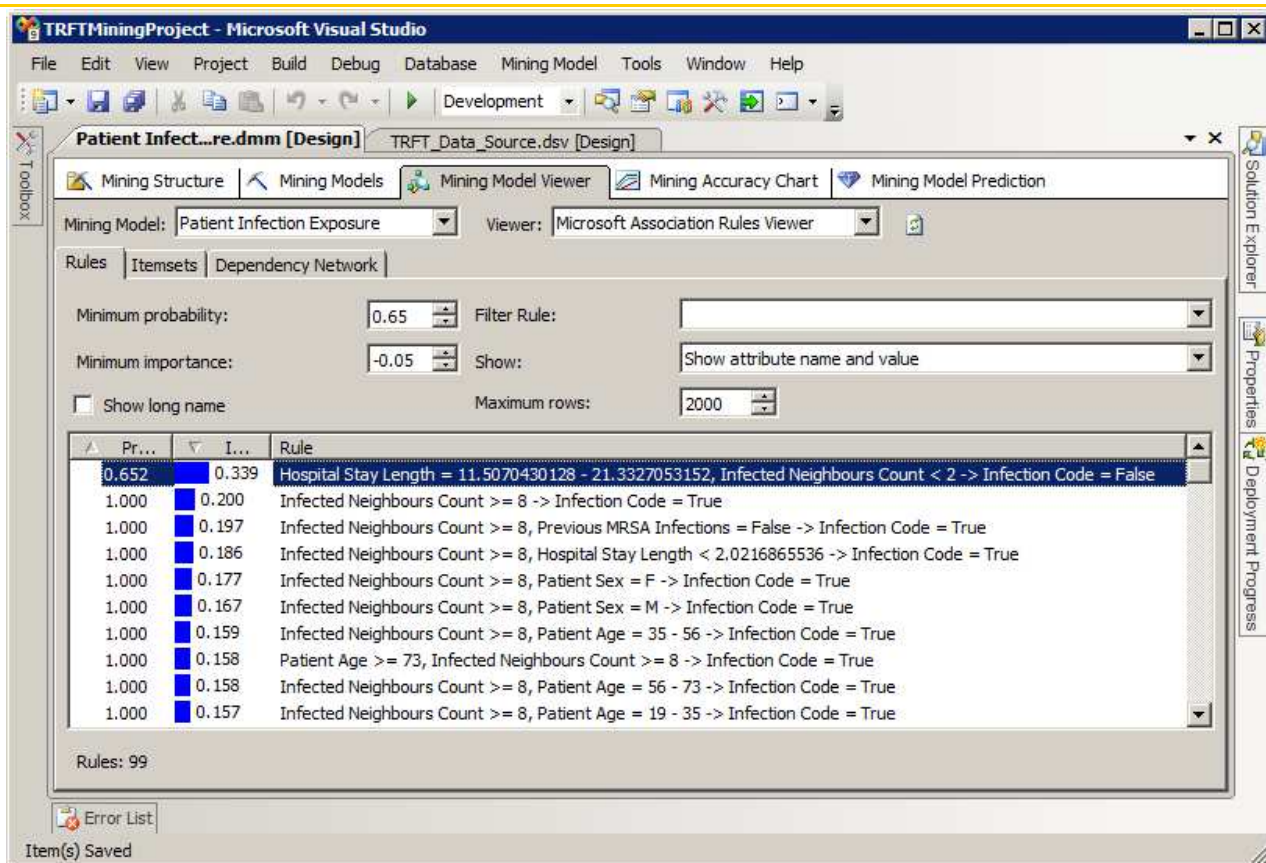 TRFTMiningProject - Microsoft Visual Studio
File Edit View Project Build Debug Database Mining Model Tools Window Help
Development
Toolbox
Patient Infect...re.dmm [Design] TRFT_Data_Source.dsv [Design]
Mining Structure Mining Models Mining Model Viewer Mining Accuracy Chart Mining Model Prediction
Mining Model: Patient Infection Exposure Viewer: Microsoft Association Rules Viewer
Rules Itemsets Dependency Network
Minimum probability: 0.65 Filter Rule:
Minimum importance: -0.05 Show: Show attribute name and value
Show long name Maximum rows: 2000
Pr... I... Rule
0.652 0.339 Hospital Stay Length = 11.5070430128 - 21.3327053152, Infected Neighbours Count < 2 -> Infection Code = False
1.000 0.200 Infected Neighbours Count >= 8 -> Infection Code = True
1.000 0.197 Infected Neighbours Count >= 8, Previous MRSA Infections = False -> Infection Code = True
1.000 0.186 Infected Neighbours Count >= 8, Hospital Stay Length < 2.0216865536 -> Infection Code = True
1.000 0.177 Infected Neighbours Count >= 8, Patient Sex = F -> Infection Code = True
1.000 0.167 Infected Neighbours Count >= 8, Patient Sex = M -> Infection Code = True
1.000 0.159 Infected Neighbours Count >= 8, Patient Age = 35 - 56 -> Infection Code = True
1.000 0.158 Patient Age >= 73, Infected Neighbours Count >= 8 -> Infection Code = True
1.000 0.158 Infected Neighbours Count >= 8, Patient Age = 56 - 73 -> Infection Code = True
1.000 0.157 Infected Neighbours Count >= 8, Patient Age = 19 - 35 -> Infection Code = True
Rules: 99
Solution Explorer
Properties
Deployment Progress
Error List
Item(s) Saved